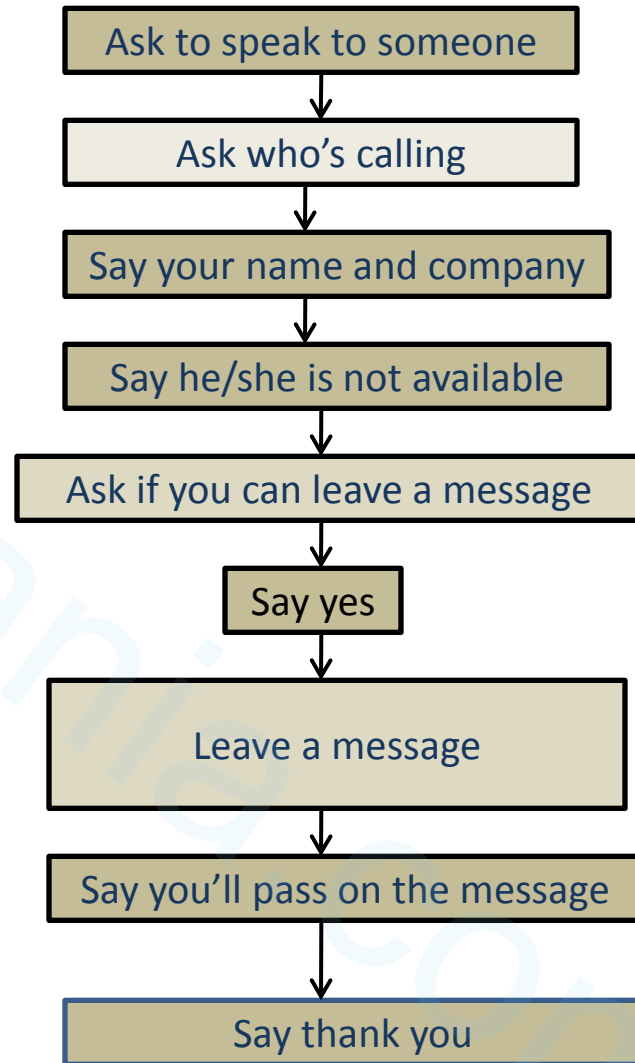 Ask to speak to someone
Ask who’s calling
Say your name and company
Say he/she is not available
Ask if you can leave a message
Say yes
Leave a message
Say you’ll pass on the message
Say thank you